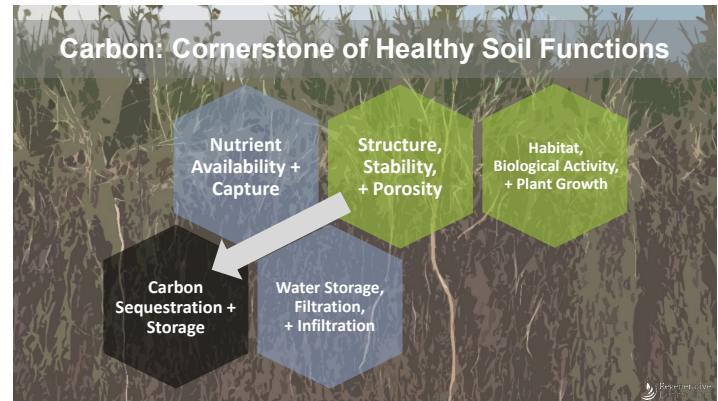 Carbon: Cornerstone of Healthy Soil Functions
Nutrient
Availability +
Capture
Structure,
Stability,
+ Porosity
Habitat,
Biological Activity,
+ Plant Growth
Carbon
Sequestration +
Storage
Water Storage,
Filtration,
+ Infiltration
Regenerative